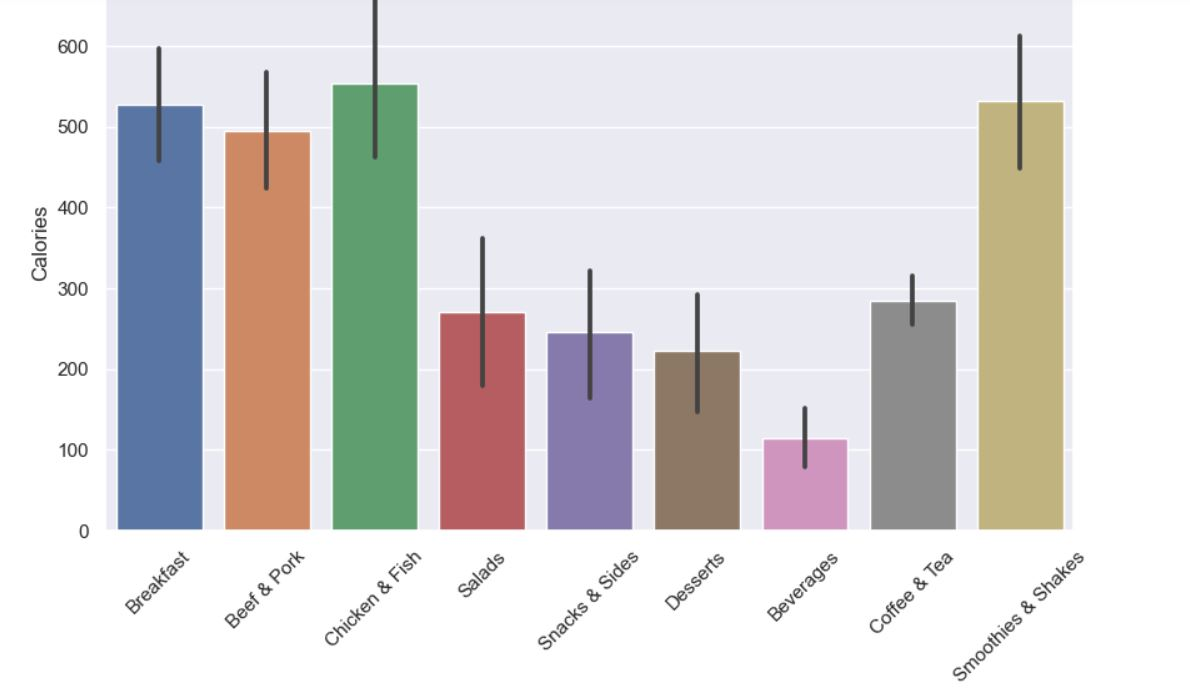 600
500
400
300
200
100
0
Calories
Breakfast
Beef & Pork
Chicken & Fish
Salads
Snacks & Sides
Desserts
Beverages
Coffee & Tea
Smoothies & Shakes